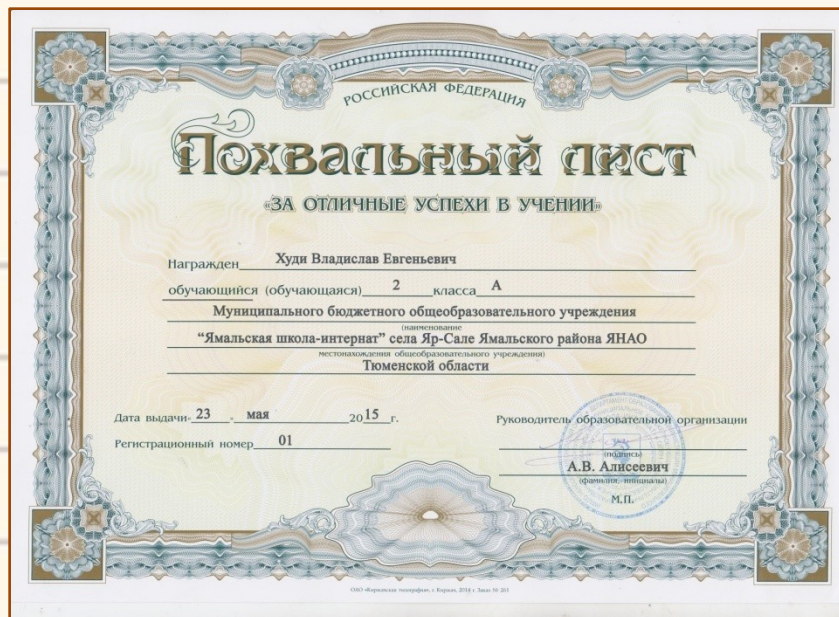 РОССИЙСКАЯ ФЕДЕРАЦИЯ
Похвальный лист
«ЗА ОТЛИЧНЫЕ УСПЕХИ В УЧЕНИИ»
Награжден Худи Владислав Евгеньевич
обучающийся (обучающаяся) 2 класса А
Муниципального бюджетного общеобразовательного учреждения
(наименование
“Ямальская школа-интернат” села Яр-Сале Ямальского района ЯНАО
местонахождения общеобразовательного учреждения)
Тюменской области
Дата выдачи« 23 » мая 2015 г.
Руководитель образовательной организации
Регистрационный номер 01
(подпись)
А.В. Алисеевич
(фамилия, инициалы)
М.П.